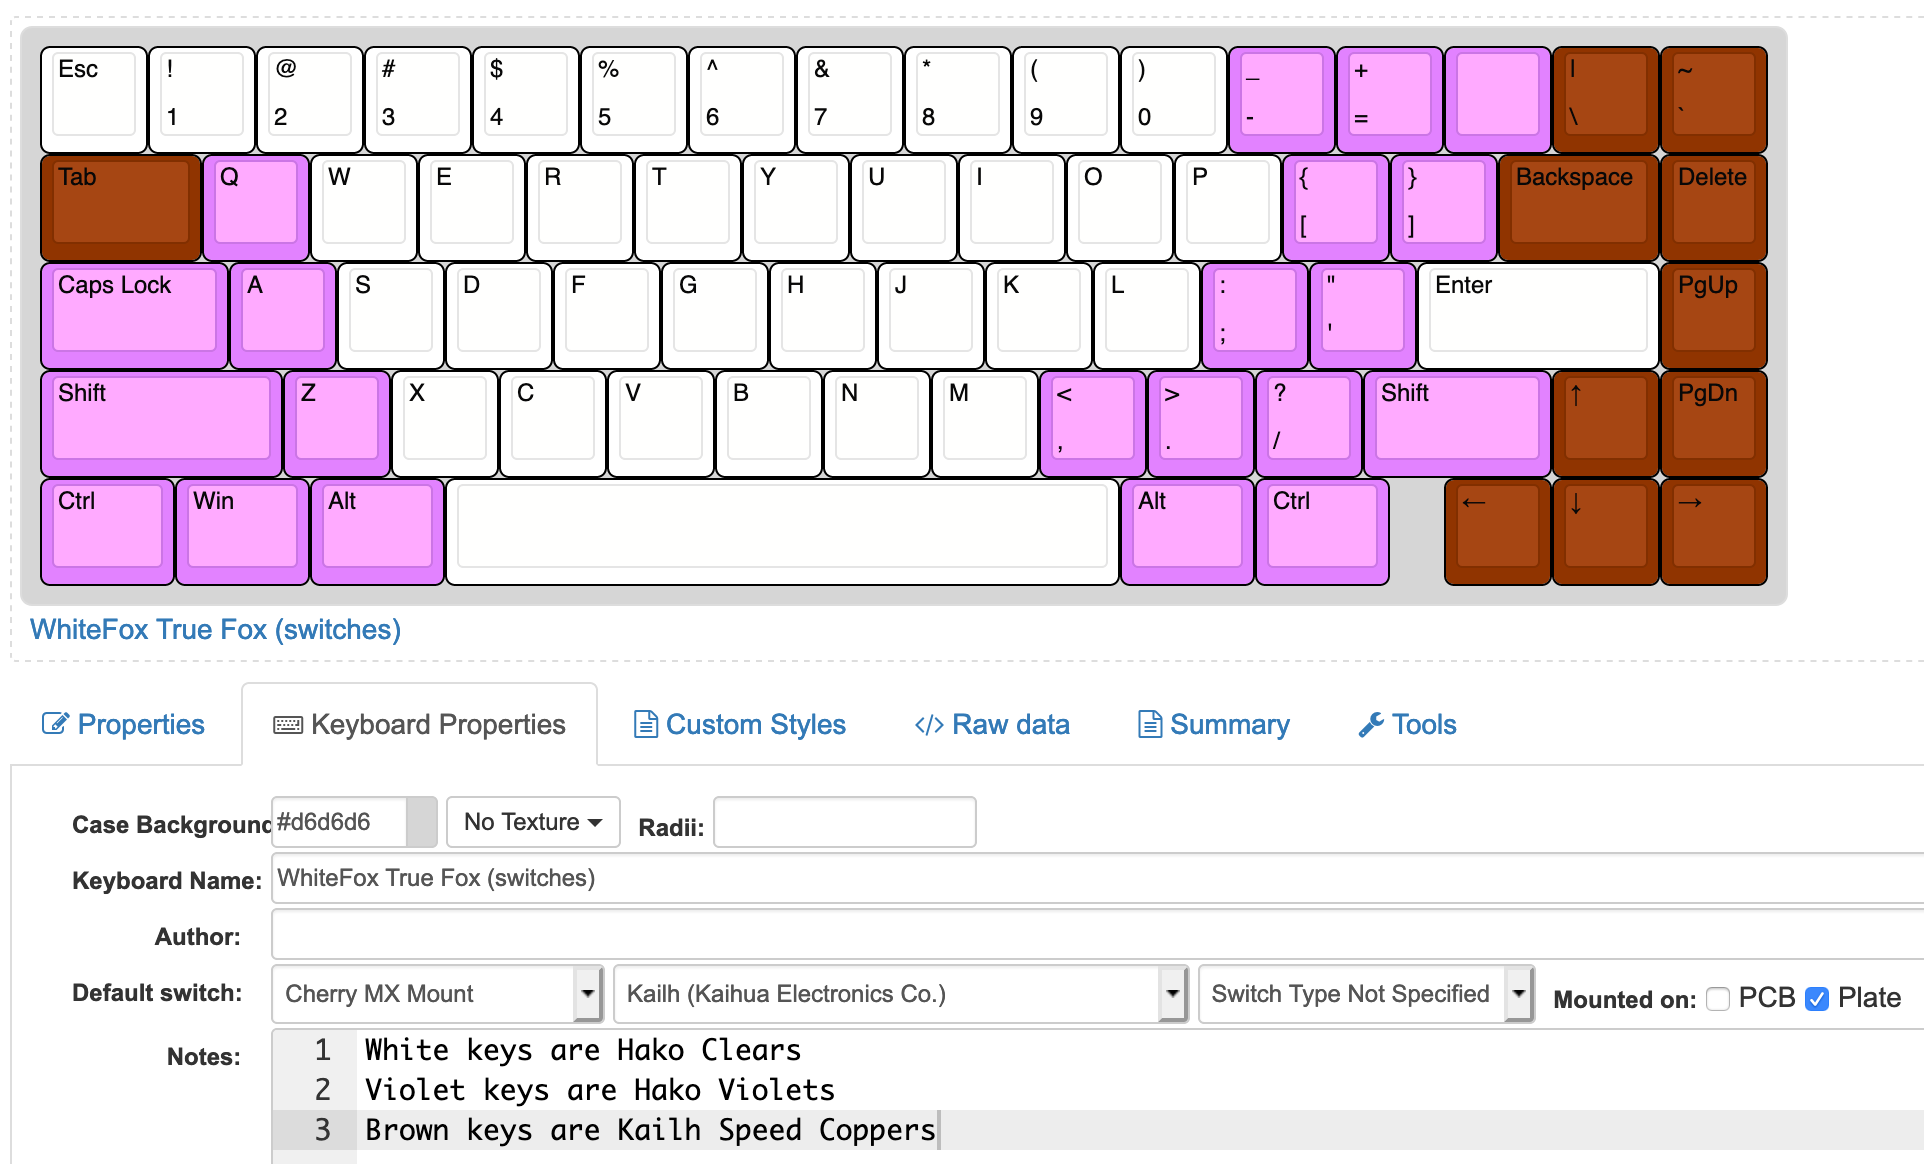 Esc ! @ # $ % ^ & * ( ) _ + | ~
1 2 3 4 5 6 7 8 9 0 - = \ `
Tab Q W E R T Y U I O P { } Backspace Delete
[ ]
Caps Lock A S D F G H J K L : " Enter PgUp
; '
Shift Z X C V B N M < > ? Shift ↑ PgDn
, . /
Ctrl Win Alt Alt Ctrl ← ↓ →
WhiteFox True Fox (switches)
Properties Keyboard Properties Custom Styles </> Raw data Summary Tools
Case Background #d6d6d6 No Texture Radii:
Keyboard Name: WhiteFox True Fox (switches)
Author:
Default switch: Cherry MX Mount Kailh (Kaihua Electronics Co.) Switch Type Not Specified Mounted on: PCB Plate
Notes: 1 White keys are Hako Clears
2 Violet keys are Hako Violets
3 Brown keys are Kailh Speed Coppers